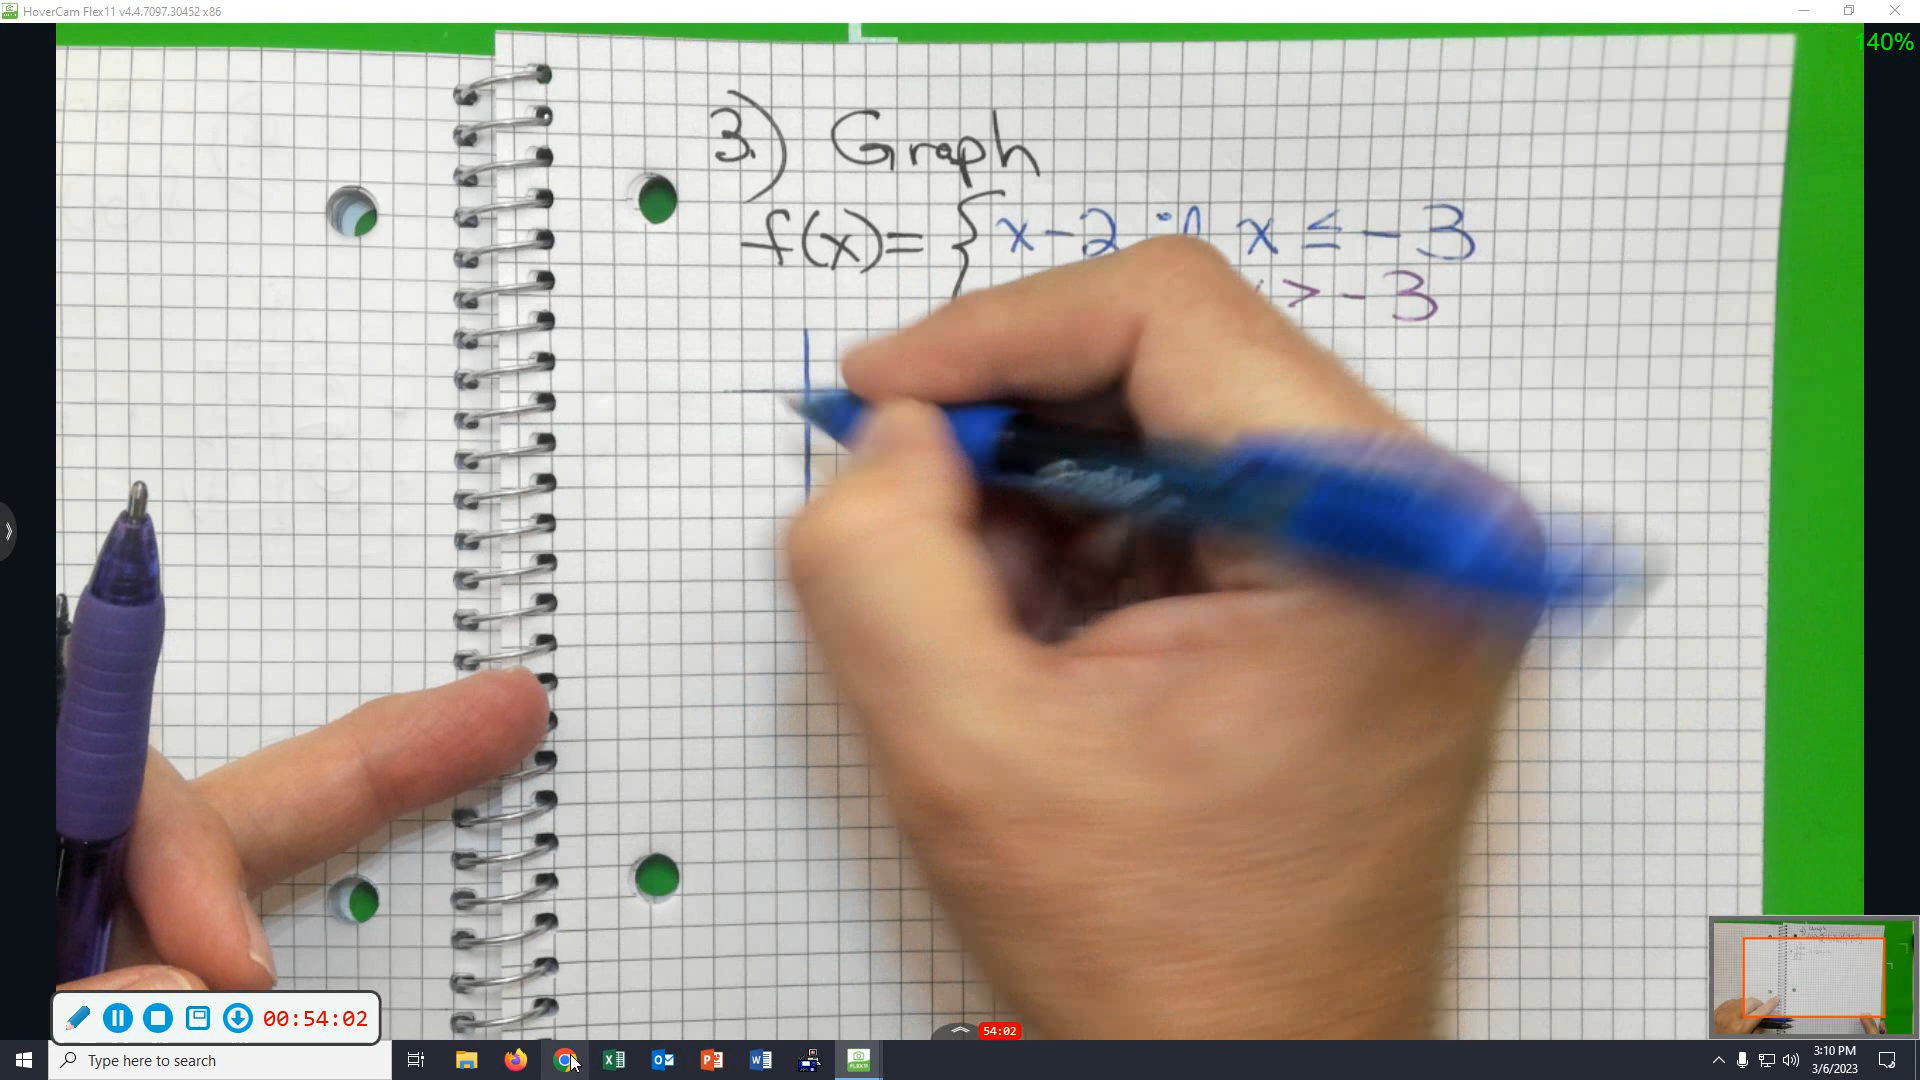 HoverCam Flex11 v4.4.7097.30452 x86
140%
3.) Graph
f(x)= { x-2 if x ≤ -3
> -3
00:54:02
54:02
Type here to search
3:10 PM
3/6/2023